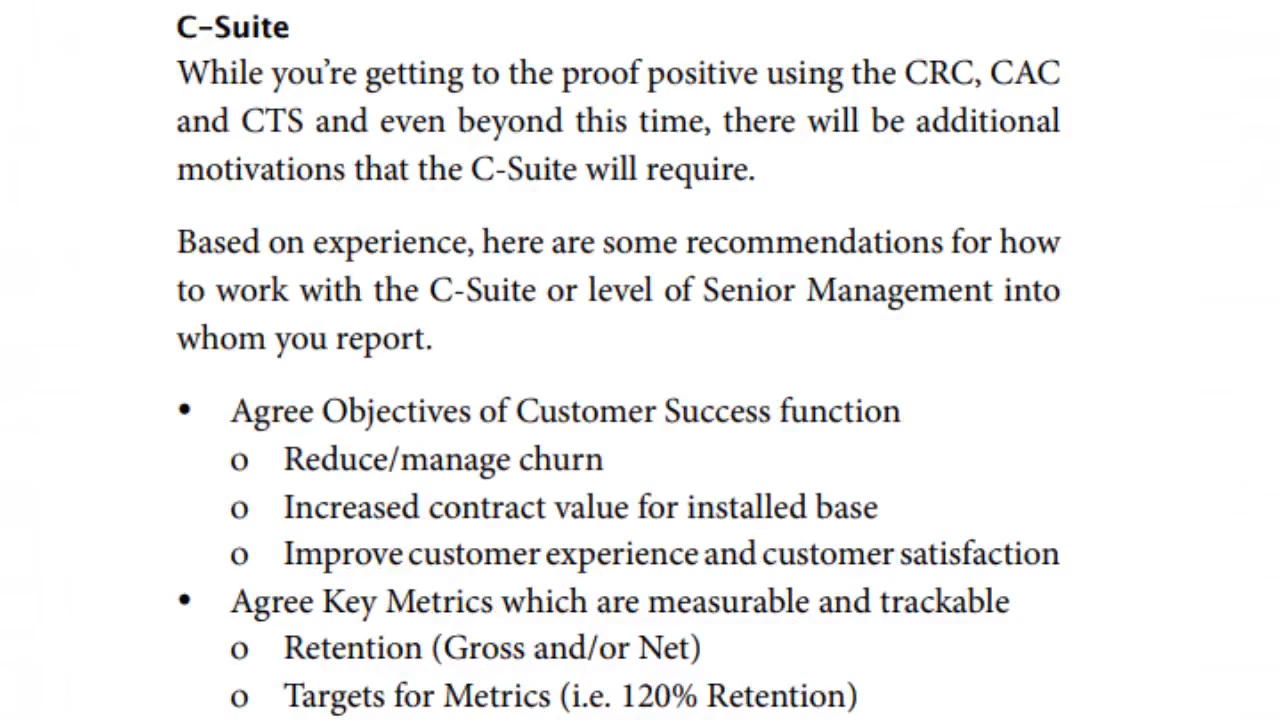 C-Suite
While you’re getting to the proof positive using the CRC, CAC
and CTS and even beyond this time, there will be additional
motivations that the C-Suite will require.
Based on experience, here are some recommendations for how
to work with the C-Suite or level of Senior Management into
whom you report.
• Agree Objectives of Customer Success function
o Reduce/manage churn
o Increased contract value for installed base
o Improve customer experience and customer satisfaction
• Agree Key Metrics which are measurable and trackable
o Retention (Gross and/or Net)
o Targets for Metrics (i.e. 120% Retention)